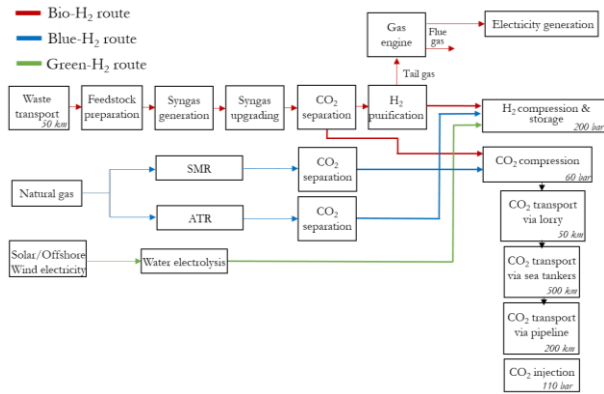 Bio-H2 route
Blue-H2 route
Green-H2 route
Gas
engine
Flue
gas
Electricity generation
Tail gas
Waste
transport
50 km
Feedstock
preparation
Syngas
generation
Syngas
upgrading
CO2
separation
H2
purification
H2 compression &
storage
200 bar
CO2 compression
60 bar
Natural gas
SMR
CO2
separation
ATR
CO2
separation
CO2 transport
via lorry
50 km
Solar/Offshore
Wind electricity
Water electrolysis
CO2 transport
via sea tankers
500 km
CO2 transport
via pipeline
200 km
CO2 injection
110 bar